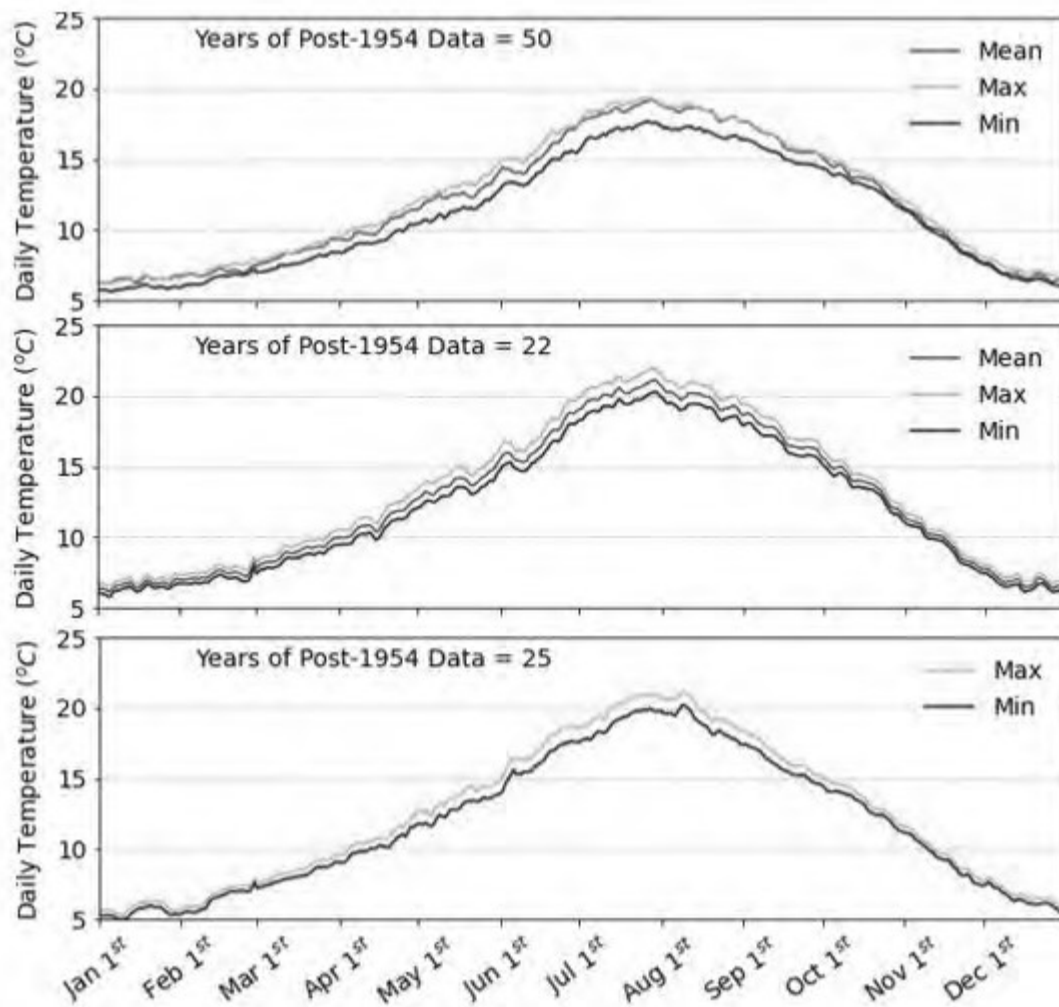 Daily Temperature (°C)
25
20
15
10
5
Years of Post-1954 Data = 50
Mean
Max
Min
Daily Temperature (°C)
25
20
15
10
5
Years of Post-1954 Data = 22
Mean
Max
Min
Daily Temperature (°C)
25
20
15
10
5
Years of Post-1954 Data = 25
Max
Min
Jan 1st Feb 1st Mar 1st Apr 1st May 1st Jun 1st Jul 1st Aug 1st Sep 1st Oct 1st Nov 1st Dec 1st